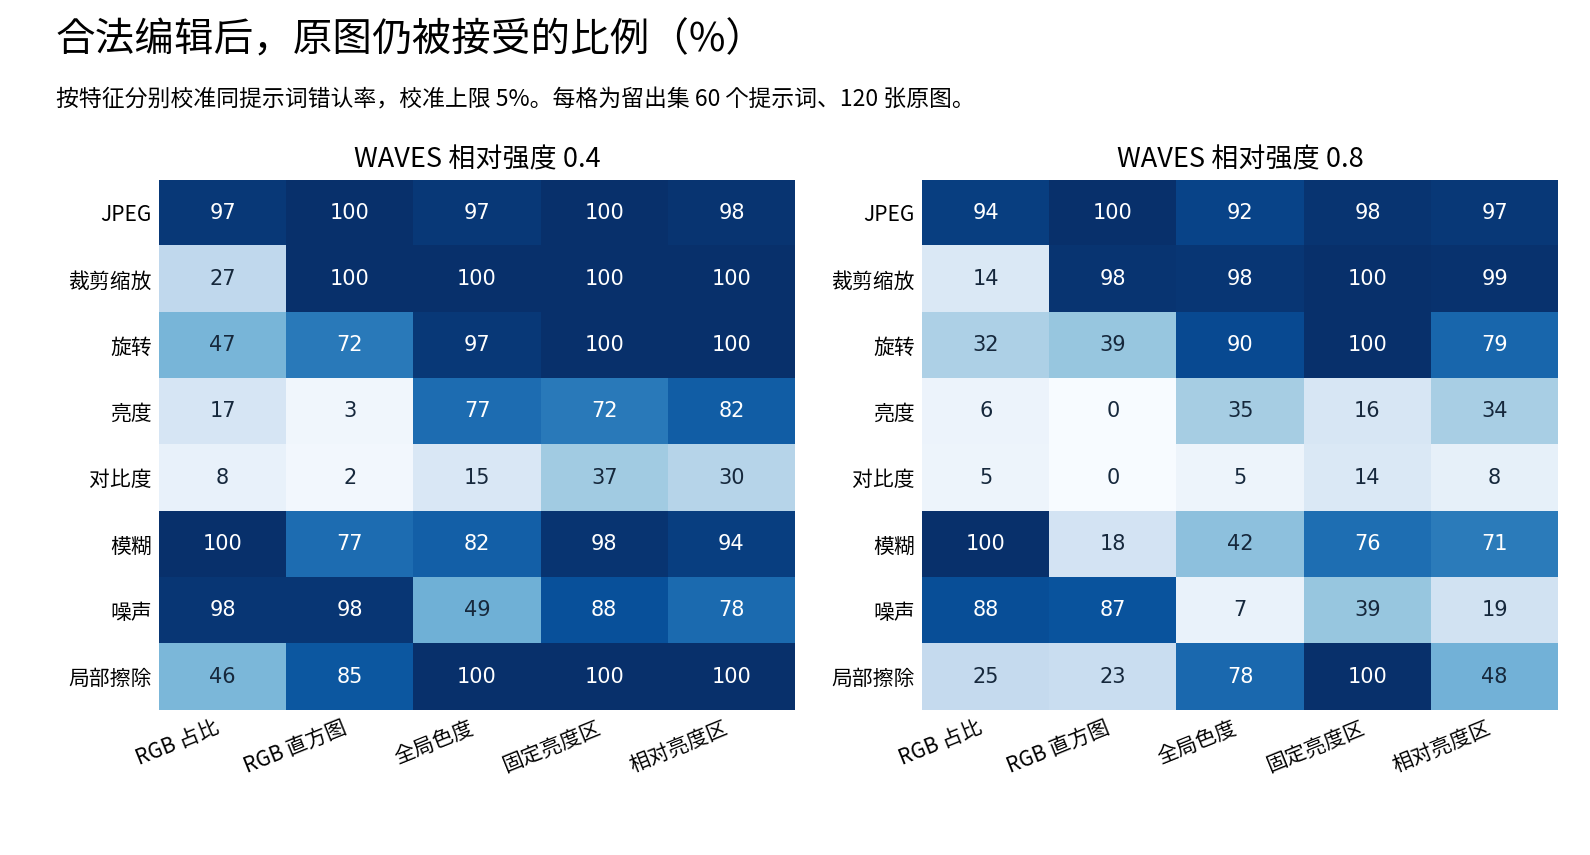 合法编辑后，原图仍被接受的比例（%）
按特征分别校准同提示词错认率，校准上限 5%。每格为留出集 60 个提示词、120 张原图。
WAVES 相对强度 0.4
JPEG 97 100 97 100 98
裁剪缩放 27 100 100 100 100
旋转 47 72 97 100 100
亮度 17 3 77 72 82
对比度 8 2 15 37 30
模糊 100 77 82 98 94
噪声 98 98 49 88 78
局部擦除 46 85 100 100 100
RGB 占比 RGB 直方图 全局色度 固定亮度区 相对亮度区
WAVES 相对强度 0.8
JPEG 94 100 92 98 97
裁剪缩放 14 98 98 100 99
旋转 32 39 90 100 79
亮度 6 0 35 16 34
对比度 5 0 5 14 8
模糊 100 18 42 76 71
噪声 88 87 7 39 19
局部擦除 25 23 78 100 48
RGB 占比 RGB 直方图 全局色度 固定亮度区 相对亮度区